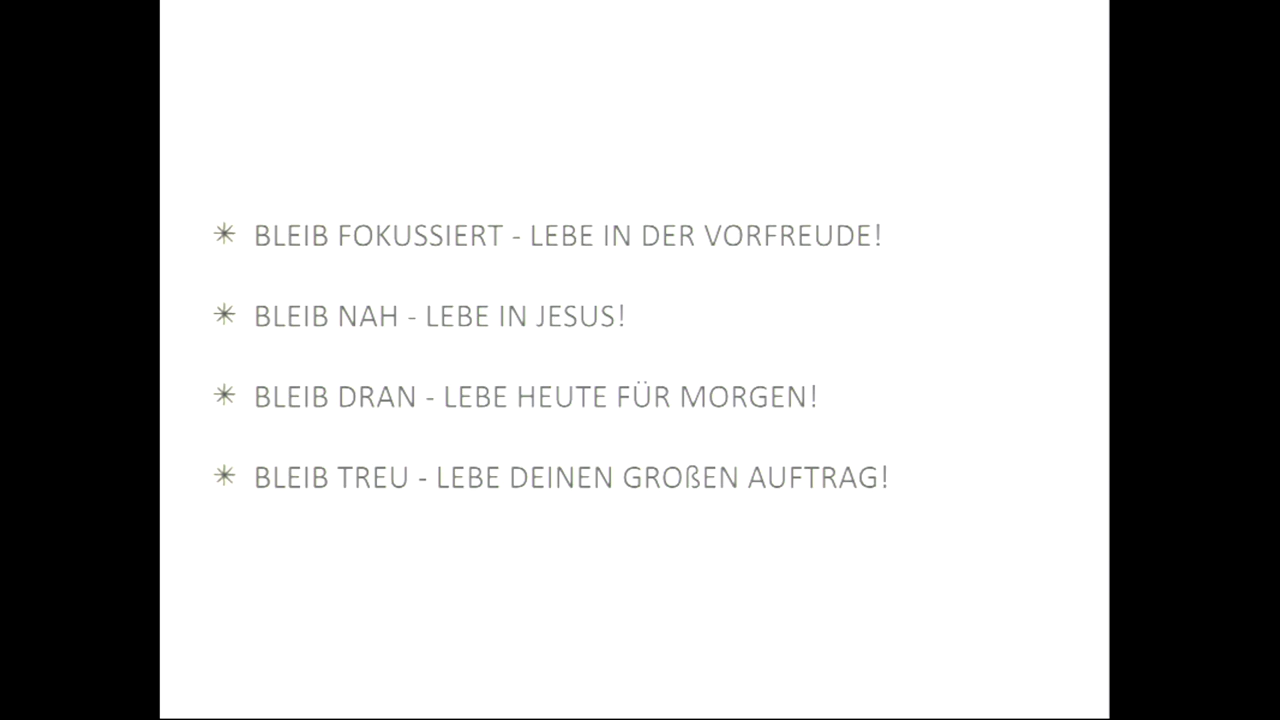 ✴ BLEIB FOKUSSIERT - LEBE IN DER VORFREUDE!
✴ BLEIB NAH - LEBE IN JESUS!
✴ BLEIB DRAN - LEBE HEUTE FÜR MORGEN!
✴ BLEIB TREU - LEBE DEINEN GROßEN AUFTRAG!